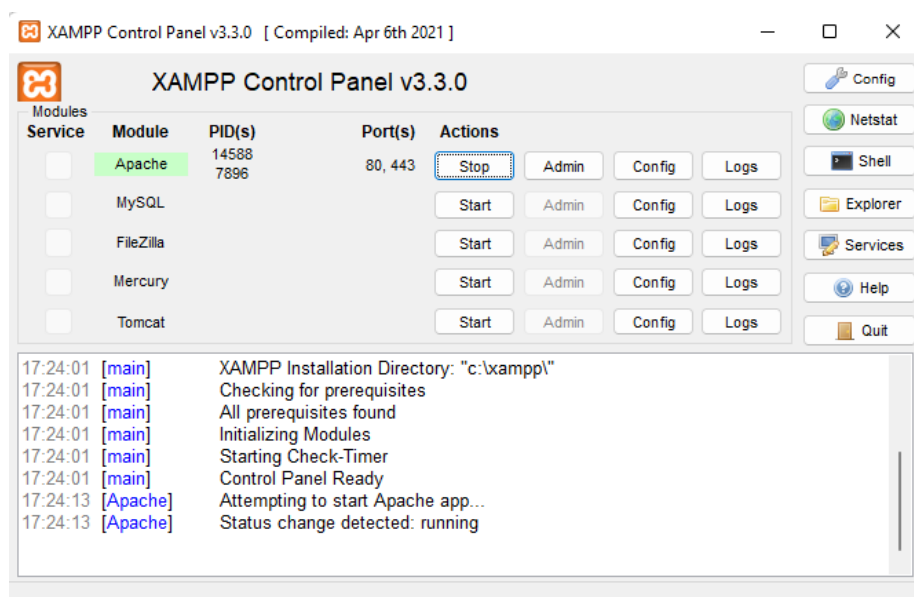 XAMPP Control Panel v3.3.0 [ Compiled: Apr 6th 2021 ]
XAMPP Control Panel v3.3.0
Config
Modules
Service Module PID(s) Port(s) Actions
Netstat
Apache 14588 7896 80, 443 Stop Admin Config Logs
Shell
MySQL Start Admin Config Logs
Explorer
FileZilla Start Admin Config Logs
Services
Mercury Start Admin Config Logs
Help
Tomcat Start Admin Config Logs
Quit
17:24:01 [main] XAMPP Installation Directory: "c:\xampp\"
17:24:01 [main] Checking for prerequisites
17:24:01 [main] All prerequisites found
17:24:01 [main] Initializing Modules
17:24:01 [main] Starting Check-Timer
17:24:01 [main] Control Panel Ready
17:24:13 [Apache] Attempting to start Apache app...
17:24:13 [Apache] Status change detected: running